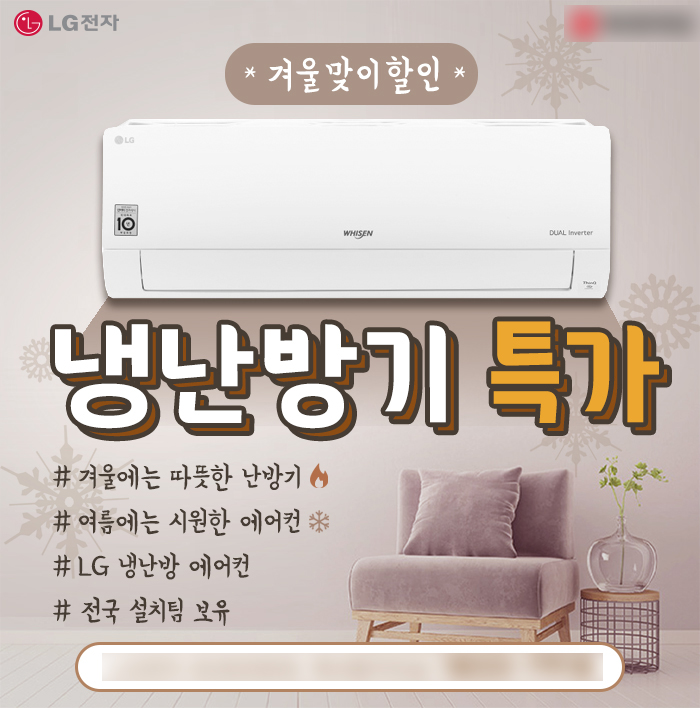 LG전자
* 겨울맞이할인 *
LG
10
WHISEN
DUAL Inverter
냉난방기 특가
# 겨울에는 따뜻한 난방기
# 여름에는 시원한 에어컨
# LG 냉난방 에어컨
# 전국 설치팀 보유